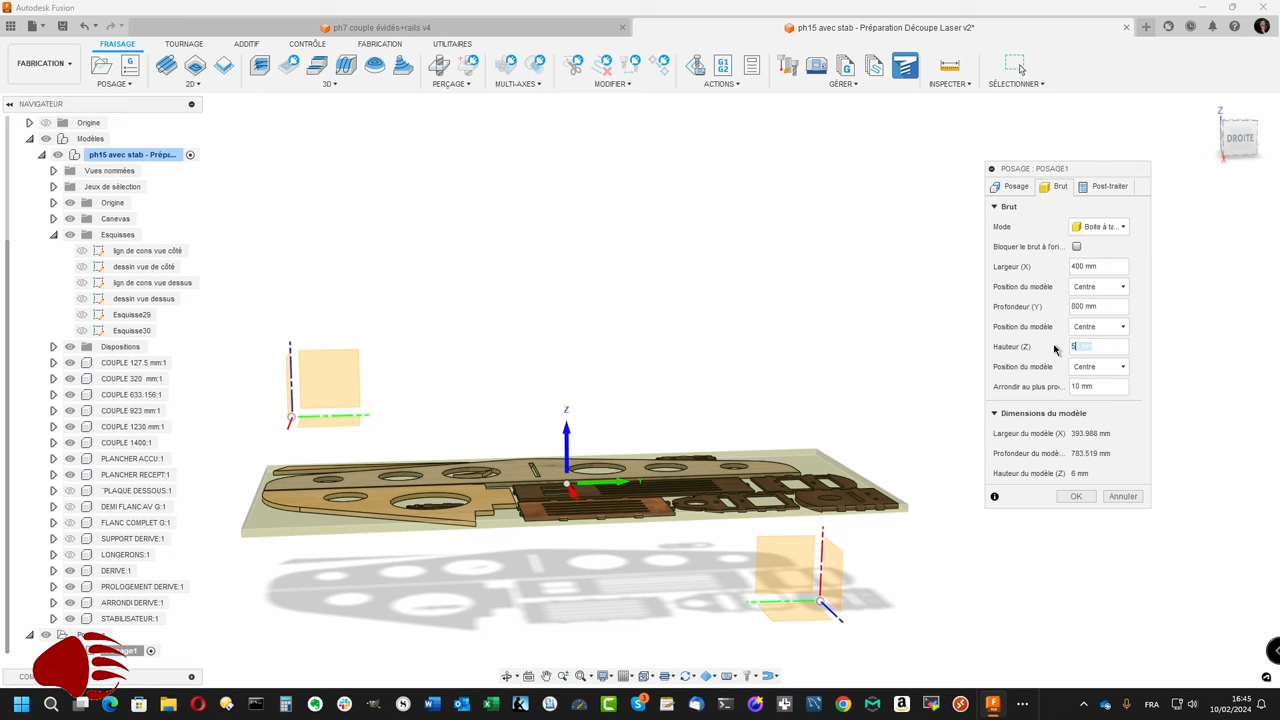 Autodesk Fusion
ph7 couple évidés+rails v4
ph15 avec stab - Préparation Découpe Laser v2*
FABRICATION
FRAISAGE
TOURNAGE
ADDITIF
CONTRÔLE
FABRICATION
UTILITAIRES
POSAGE
2D
3D
PERÇAGE
MULTI-AXES
MODIFIER
ACTIONS
GÉRER
INSPECTER
SÉLECTIONNER
NAVIGATEUR
Origine
Modèles
ph15 avec stab - Prépa...
Vues nommées
Jeux de sélection
Origine
Canevas
Esquisses
lign de cons vue côté
dessin vue de côté
lign de cons vue dessus
dessin vue dessus
Esquisse29
Esquisse30
Dispositions
COUPLE 127.5 mm:1
COUPLE 320 mm:1
COUPLE 633.156:1
COUPLE 923 mm:1
COUPLE 1230 mm:1
COUPLE 1400:1
PLANCHER ACCU:1
PLANCHER RECEPT:1
PLAQUE DESSOUS:1
DEMI FLANC AV G:1
FLANC COMPLET G:1
SUPPORT DERIVE:1
LONGERONS:1
DERIVE:1
PROLOGEMENT DERIVE:1
ARRONDI DERIVE:1
STABILISATEUR:1
Z
DROITE
X
Z
Y
POSAGE : POSAGE1
Posage
Brut
Post-traiter
Brut
Mode
Boîte à ta...
Bloquer le brut à l'ori...
Largeur (X)
400 mm
Position du modèle
Centre
Profondeur (Y)
800 mm
Position du modèle
Centre
Hauteur (Z)
Position du modèle
Centre
Arrondir au plus pro...
10 mm
Dimensions du modèle
Largeur du modèle (X)
393.988 mm
Profondeur du modè...
783.519 mm
Hauteur du modèle (Z)
6 mm
OK
Annuler
FRA
16:45
10/02/2024